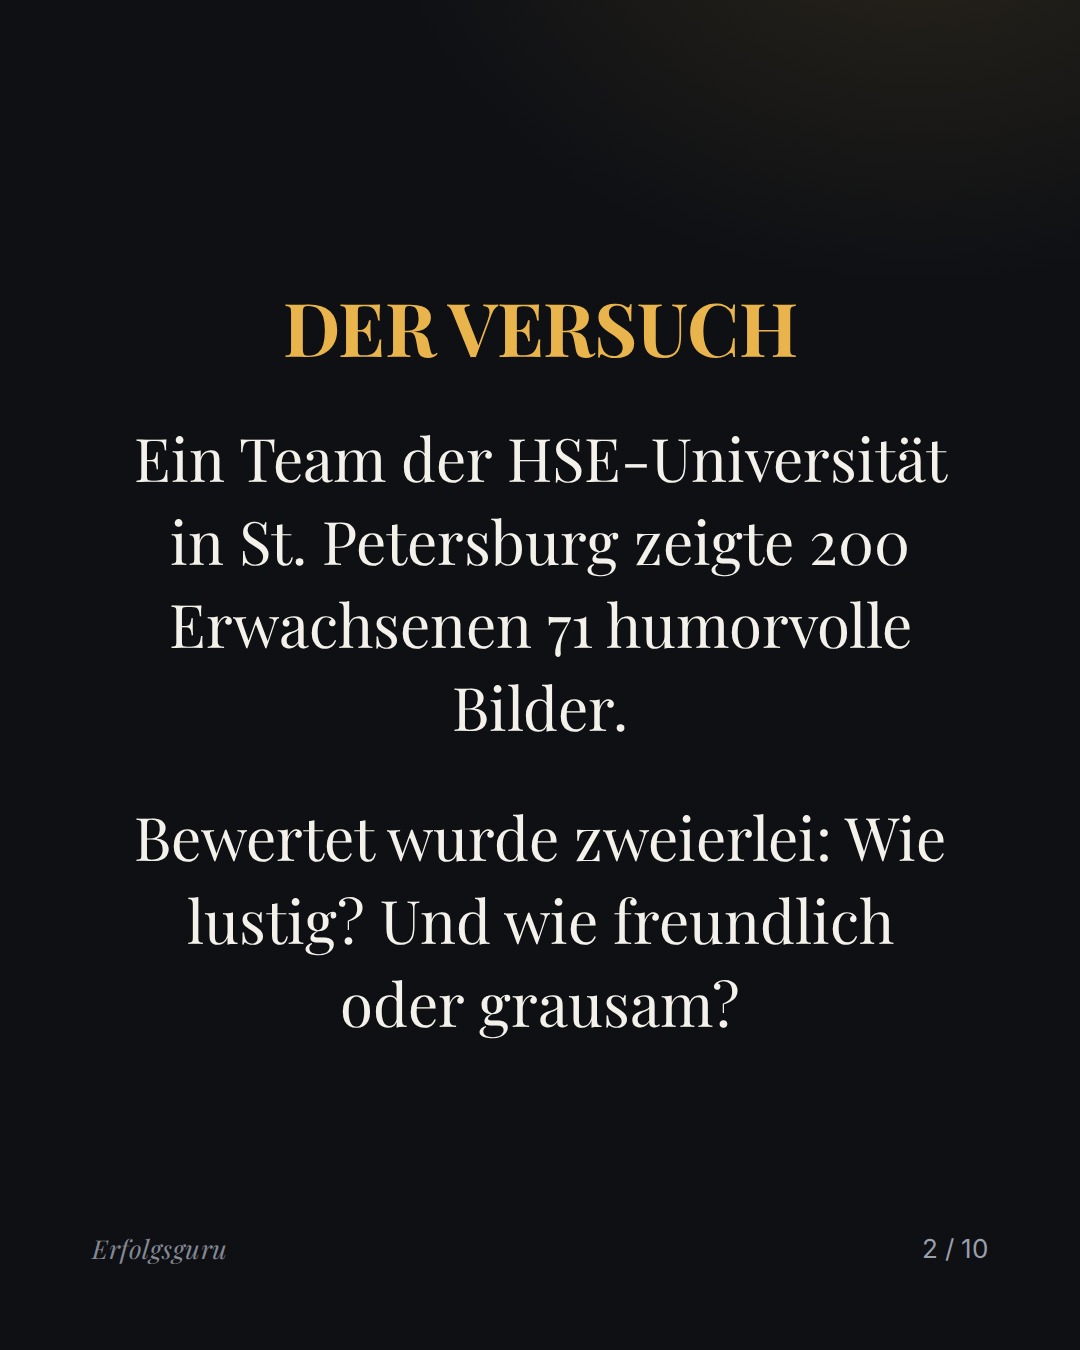 DER VERSUCH
Ein Team der HSE-Universität
in St. Petersburg zeigte 200
Erwachsenen 71 humorvolle
Bilder.
Bewertet wurde zweierlei: Wie
lustig? Und wie freundlich
oder grausam?
Erfolgsguru
2 / 10